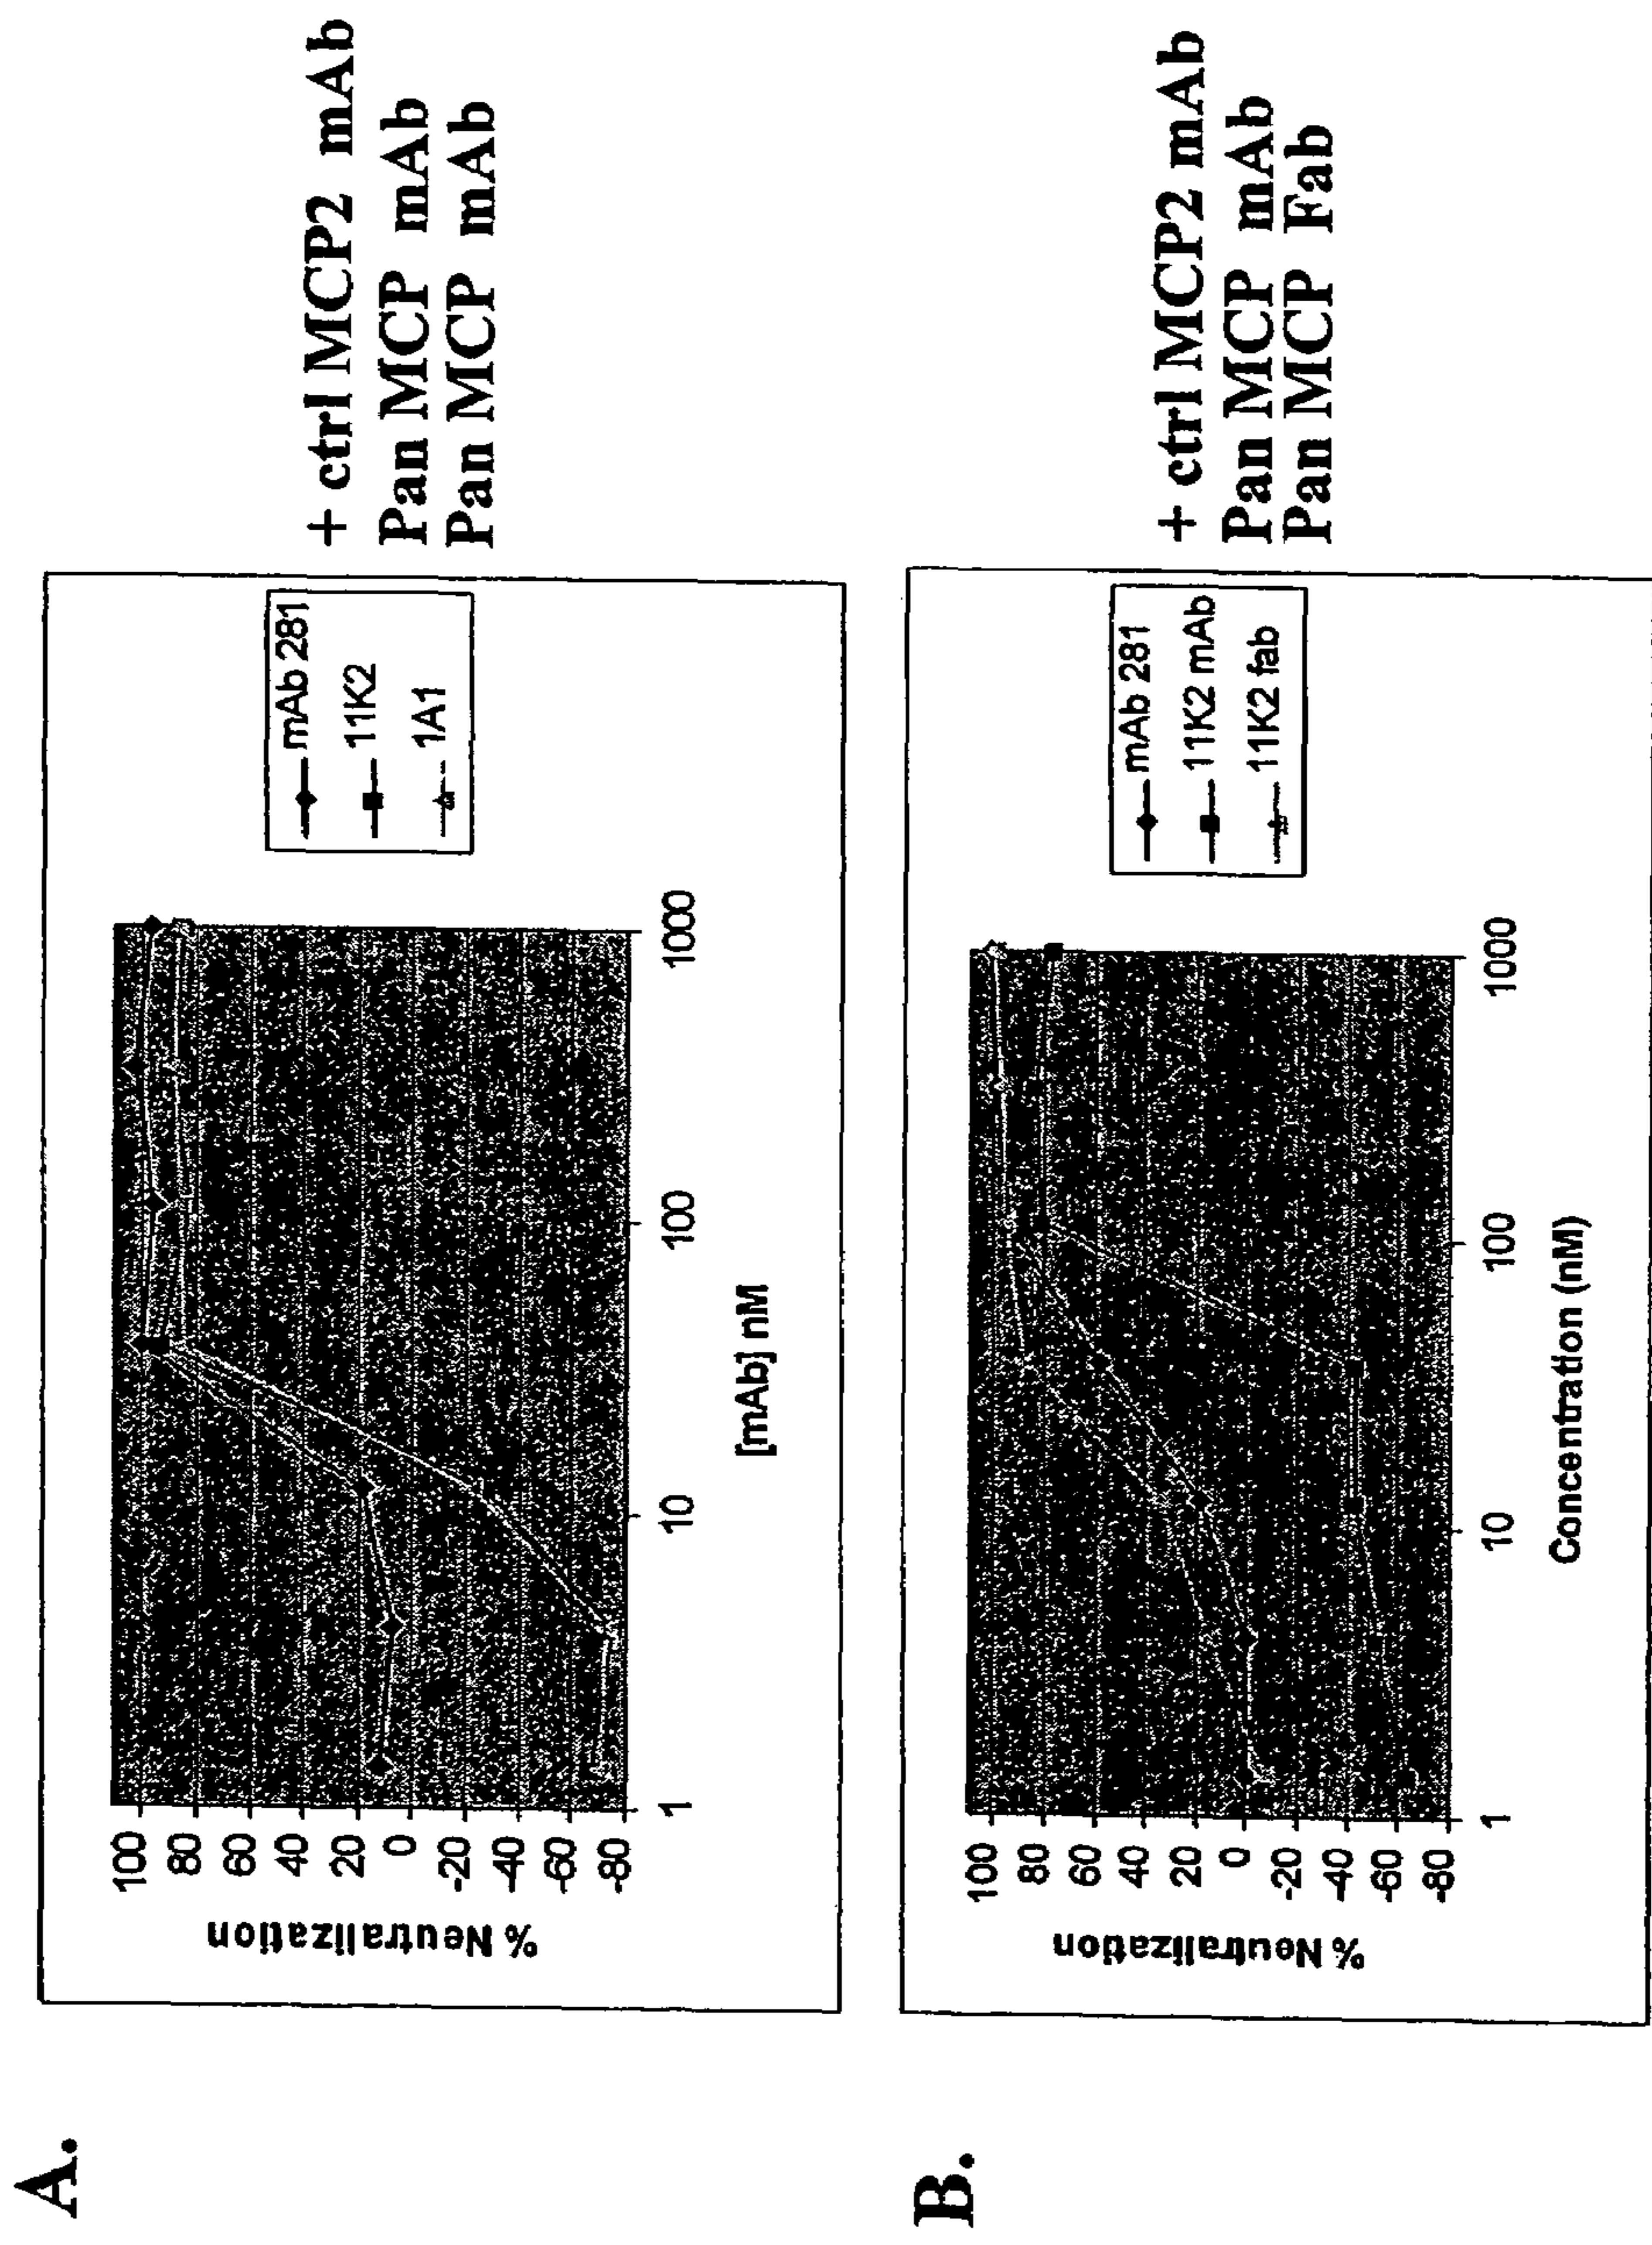 A.
% Neutralization
100
80
60
40
20
0
-20
-40
-60
-80
1
10
100
1000
[mAb] nM
mAb 281
11K2
1A1
+ ctrl MCP2 mAb
Pan MCP mAb
Pan MCP mAb
B.
% Neutralization
100
80
60
40
20
0
-20
-40
-60
-80
1
10
100
1000
Concentration (nM)
mAb 281
11K2 mAb
11K2 fab
+ ctrl MCP2 mAb
Pan MCP mAb
Pan MCP Fab